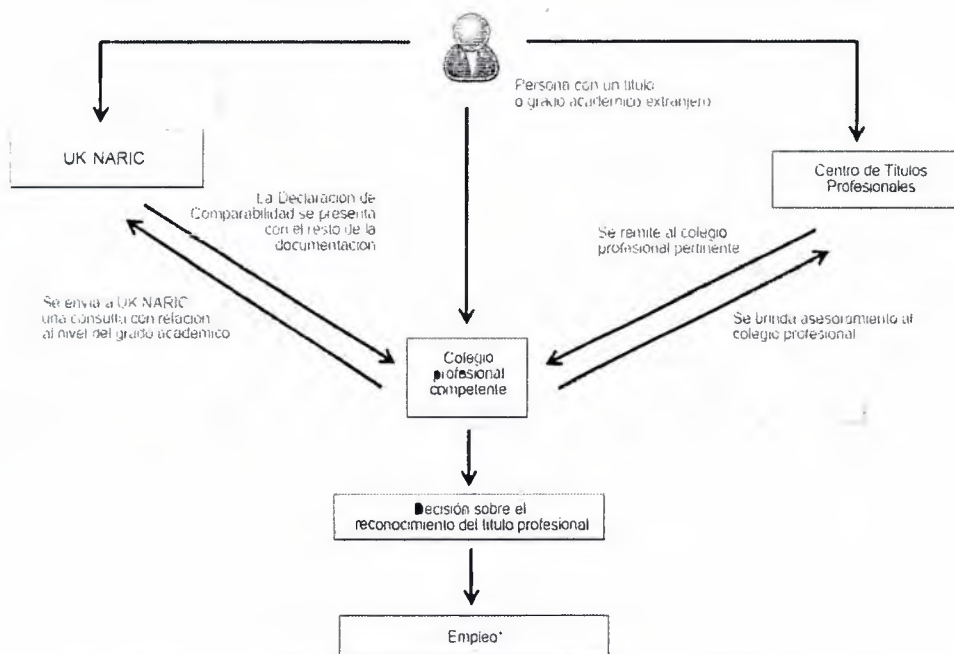 Persona con un título
o grado académico extranjero
UK NARIC
Centro de Títulos
Profesionales
La Declaración de
Comparabilidad se presenta
con el resto de la
documentación
Se remite al colegio
profesional pertinente
Se envía a UK NARIC
una consulta con relación
al nivel del grado académico
Se brinda asesoramiento al
colegio profesional
Colegio
profesional
competente
Decisión sobre el
reconocimiento del título profesional
Empleo*